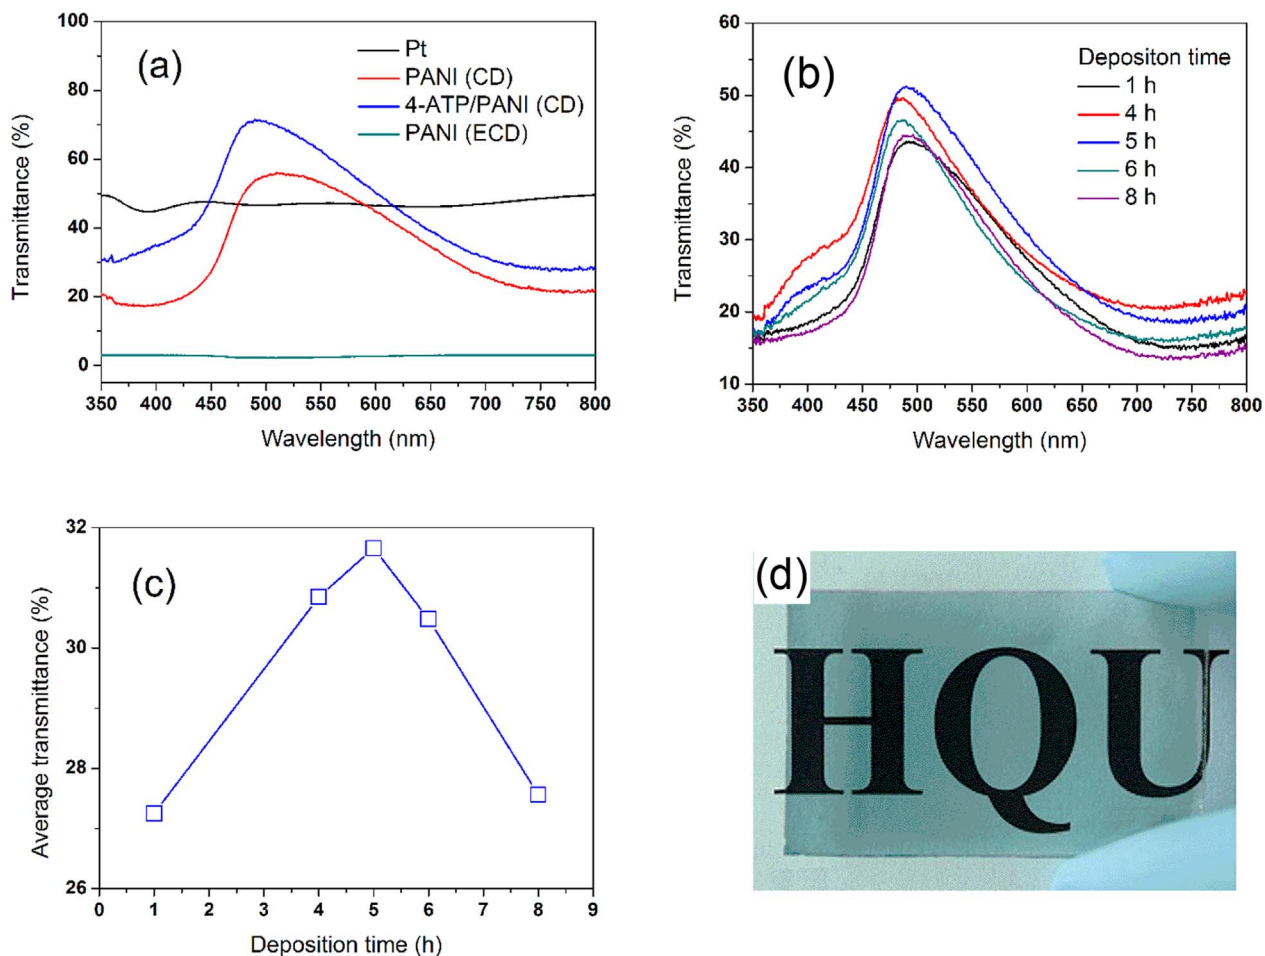 (a)
Pt
PANI (CD)
4-ATP/PANI (CD)
PANI (ECD)
Transmittance (%)
100
80
60
40
20
0
350 400 450 500 550 600 650 700 750 800
Wavelength (nm)
(b)
Depositon time
1 h
4 h
5 h
6 h
8 h
Transmittance (%)
60
50
40
30
20
10
350 400 450 500 550 600 650 700 750 800
Wavelength (nm)
(c)
Average transmittance (%)
32
30
28
26
0 1 2 3 4 5 6 7 8 9
Deposition time (h)
(d)
HQU